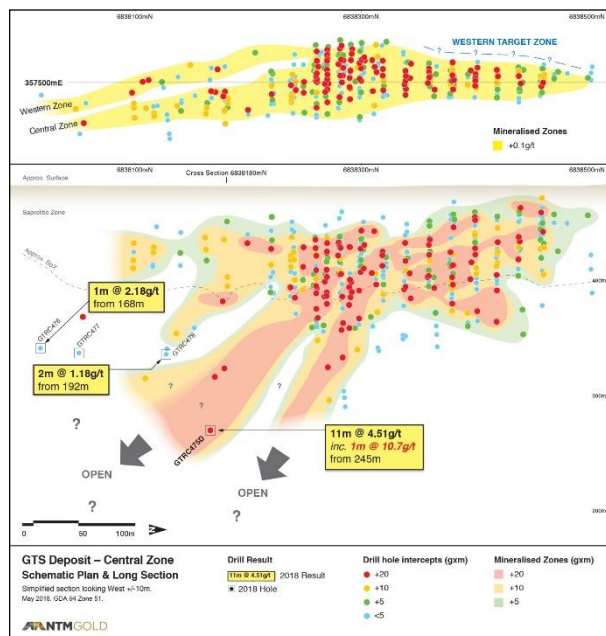 6838100mN
6838300mN
6838500mN
WESTERN TARGET ZONE
? ? ?
357500mE
Western Zone
Central Zone
Mineralised Zones
+0.1g/t
6838100mN
Cross Section 6838180mN
6838300mN
6838500mN
Approx. Surface
Saprolitic Zone
400mRL
1m @ 2.18g/t
from 168m
GTRC476
GTRC477
GTRC478
2m @ 1.18g/t
from 192m
? ?
300mRL
?
GTRC475D
11m @ 4.51g/t
inc. 1m @ 10.7g/t
from 245m
OPEN
OPEN
?
?
0 50 100m
N
GTS Deposit – Central Zone
Schematic Plan & Long Section
Simplified section looking West +/-10m.
May 2018. GDA 94 Zone 51.
NTMGOLD
Drill Result
11m @ 4.51g/t 2018 Result
2018 Hole
Drill hole intercepts (gxm)
+20
+10
+5
<5
Mineralised Zones (gxm)
+20
+10
+5